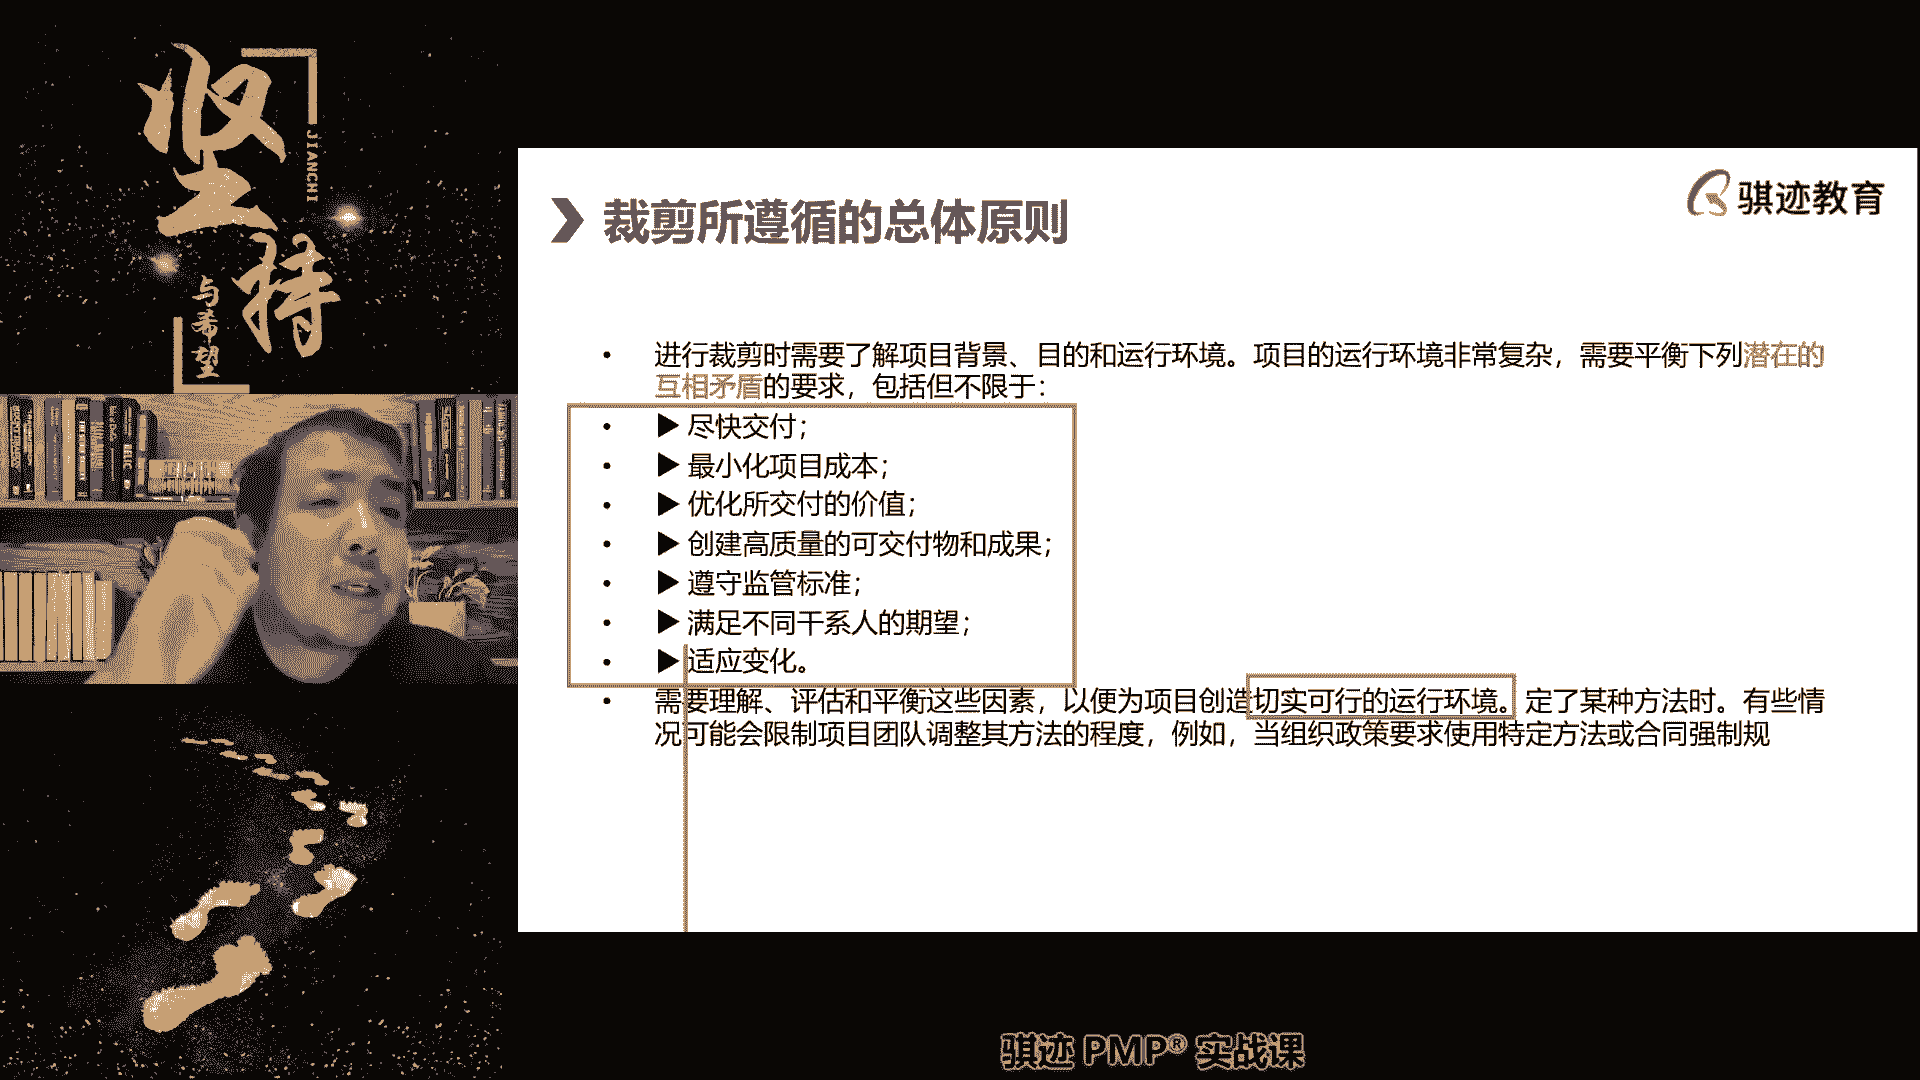 坚持
JIANCHI
与希望
裁剪所遵循的总体原则
骐迹教育
• 进行裁剪时需要了解项目背景、目的和运行环境。项目的运行环境非常复杂，需要平衡下列潜在的
互相矛盾的要求，包括但不限于：
• ▶ 尽快交付；
• ▶ 最小化项目成本；
• ▶ 优化所交付的价值；
• ▶ 创建高质量的可交付物和成果；
• ▶ 遵守监管标准；
• ▶ 满足不同干系人的期望；
• ▶ 适应变化。
• 需要理解、评估和平衡这些因素，以便为项目创造切实可行的运行环境。定了某种方法时。有些情
况可能会限制项目团队调整其方法的程度，例如，当组织政策要求使用特定方法或合同强制规
骐迹 PMP® 实战课